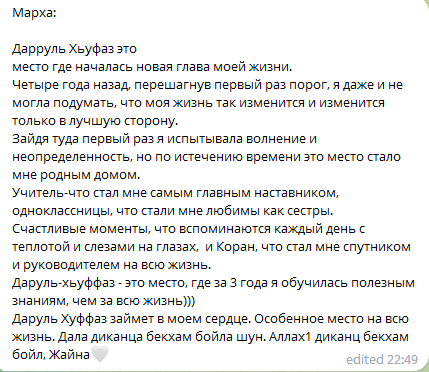 Марха:

Дарруль Хьуфаз это
место где началась новая глава моей жизни.
Четыре года назад, перешагнув первый раз порог, я даже и не
могла подумать, что моя жизнь так изменится и изменится
только в лучшую сторону.
Зайдя туда первый раз я испытывала волнение и
неопределенность, но по истечению времени это место стало
мне родным домом.
Учитель-что стал мне самым главным наставником,
одноклассницы, что стали мне любимы как сестры.
Счастливые моменты, что вспоминаются каждый день с
теплотой и слезами на глазах,  и Коран, что стал мне спутником
и руководителем на всю жизнь.
Даруль-хьуффаз - это место, где за 3 года я обучилась полезным
знаниям, чем за всю жизнь)))
Даруль Хуффаз займет в моем сердце. Особенное место на всю
жизнь. Дала диканца бекхам бойла шун. Аллах1 диканц бекхам
бойл, Жайна🤍
edited 22:49